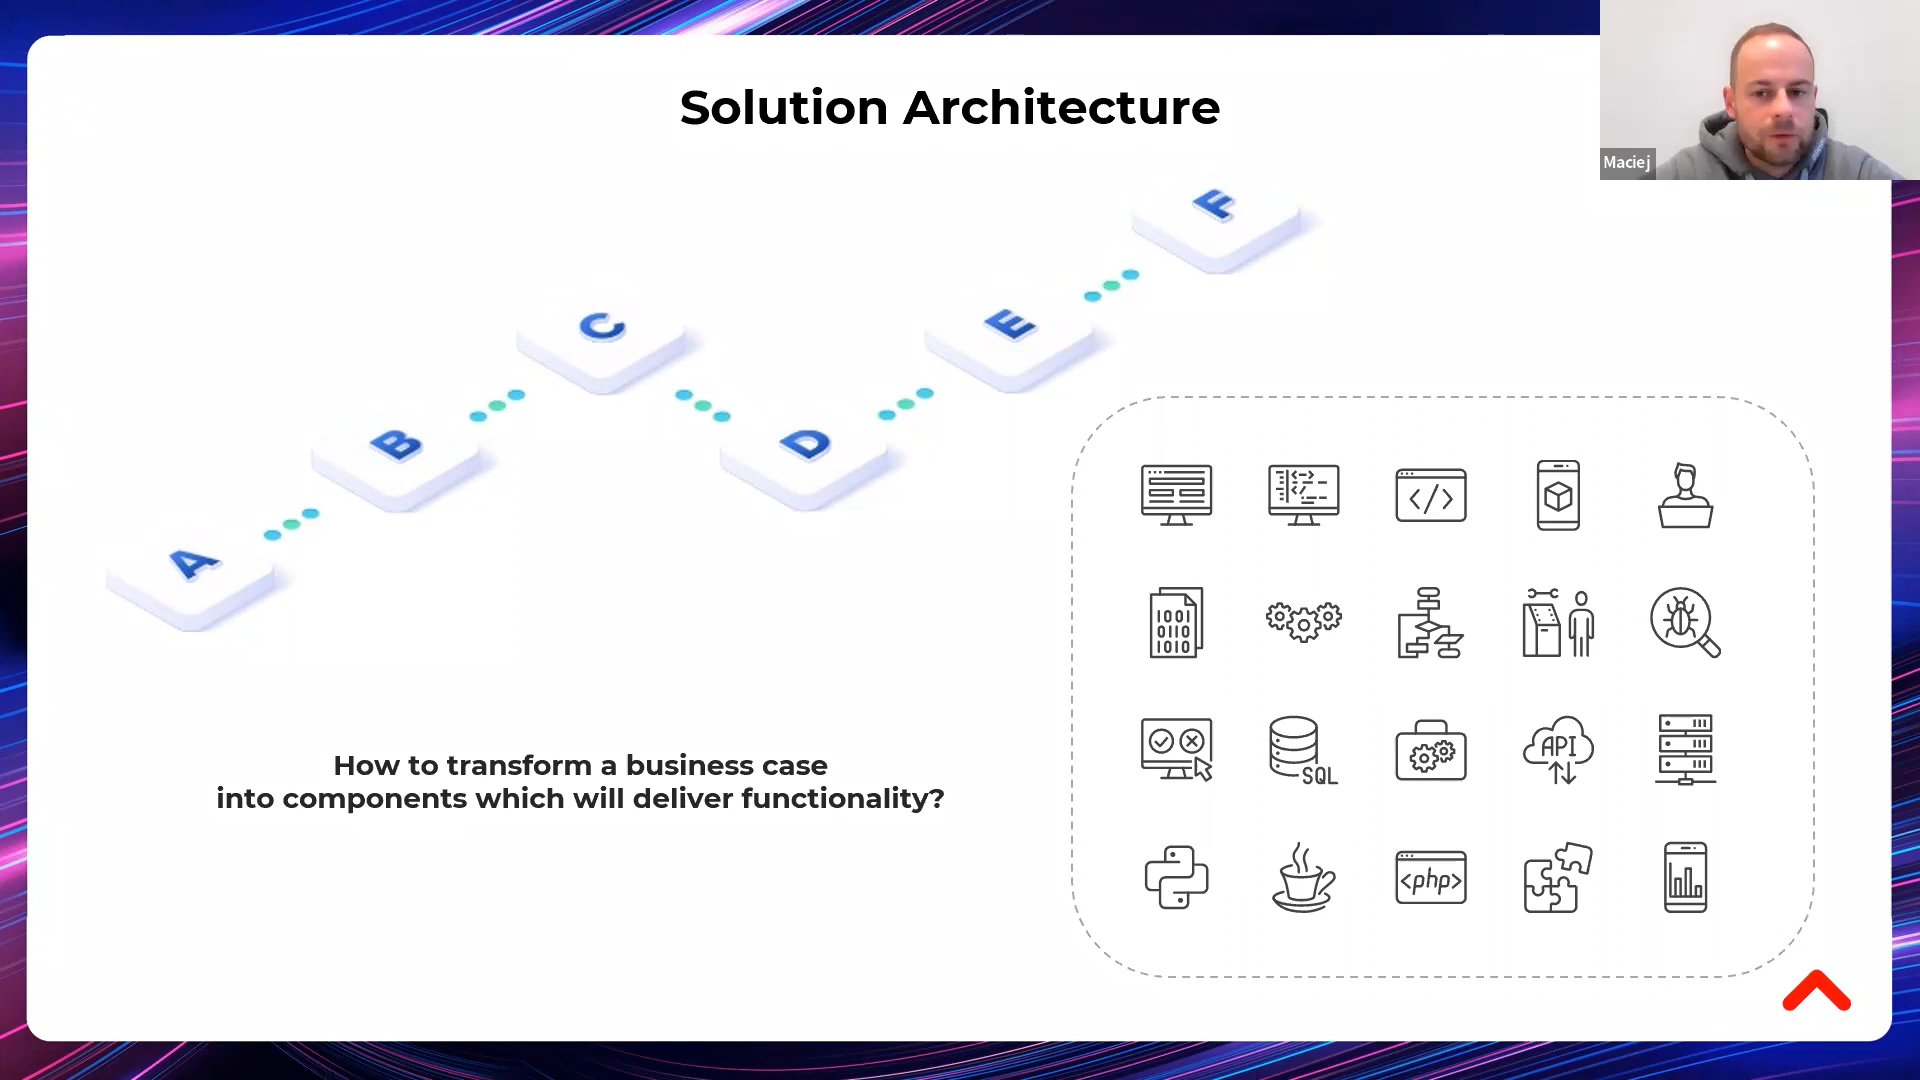 Solution Architecture
Maciej
F
E
C
D
B
A
How to transform a business case
into components which will deliver functionality?
1001
0110
1010
SQL
API
<php>